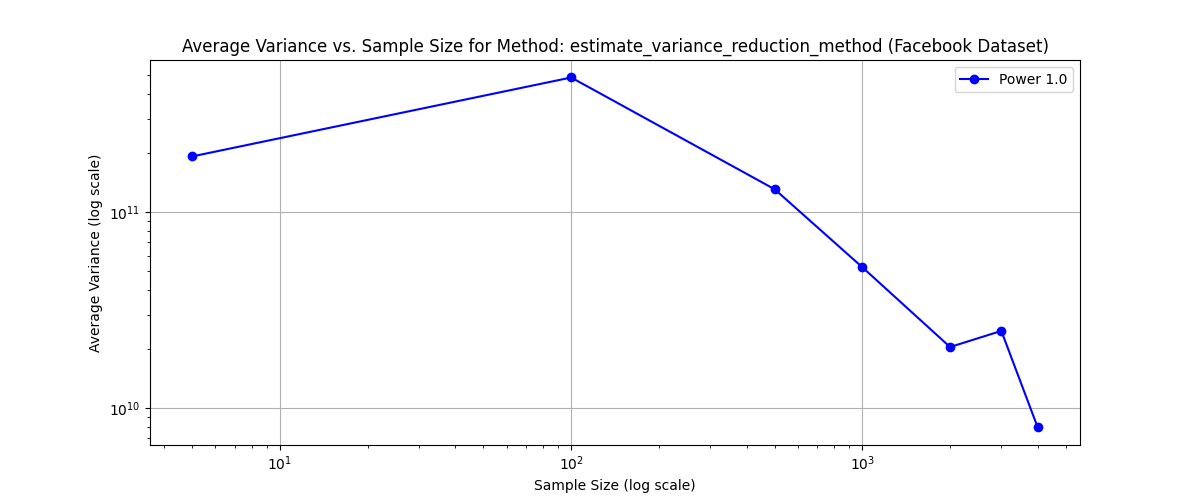 Average Variance vs. Sample Size for Method: estimate_variance_reduction_method (Facebook Dataset)
Power 1.0
Average Variance (log scale)
10¹¹
10¹⁰
10¹ 10² 10³
Sample Size (log scale)